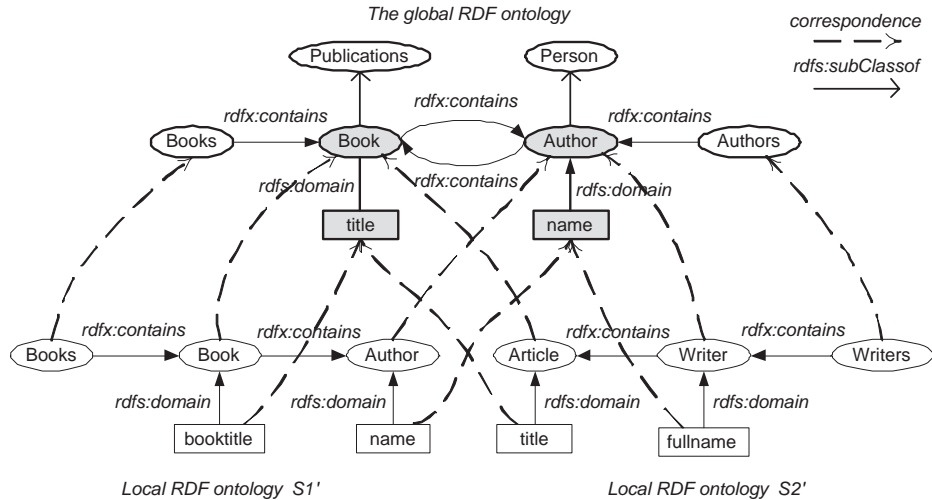 The global RDF ontology
correspondence
rdfs:subClassof
Publications
Person
rdfx:contains
rdfx:contains
rdfx:contains
Books
Book
Author
Authors
rdfs:domain
rdfx:contains
rdfs:domain
title
name
rdfx:contains
rdfx:contains
rdfx:contains
rdfx:contains
Books
Book
Author
Article
Writer
Writers
rdfs:domain
rdfs:domain
rdfs:domain
rdfs:domain
booktitle
name
title
fullname
Local RDF ontology S1'
Local RDF ontology S2'